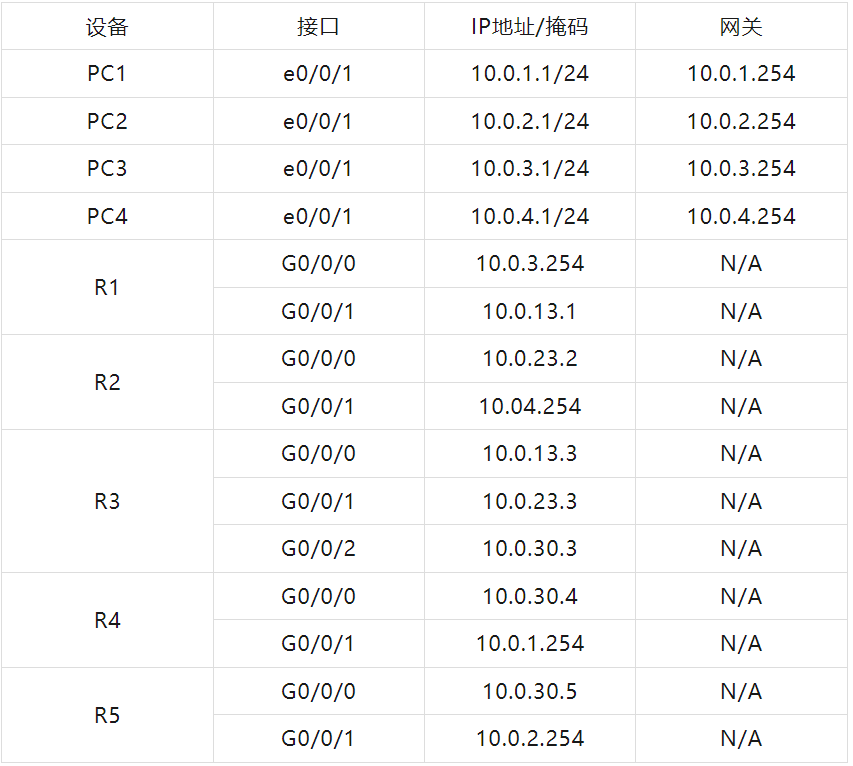 设备 接口 IP地址/掩码 网关
PC1 e0/0/1 10.0.1.1/24 10.0.1.254
PC2 e0/0/1 10.0.2.1/24 10.0.2.254
PC3 e0/0/1 10.0.3.1/24 10.0.3.254
PC4 e0/0/1 10.0.4.1/24 10.0.4.254
R1 G0/0/0 10.0.3.254 N/A
G0/0/1 10.0.13.1 N/A
R2 G0/0/0 10.0.23.2 N/A
G0/0/1 10.04.254 N/A
R3 G0/0/0 10.0.13.3 N/A
G0/0/1 10.0.23.3 N/A
G0/0/2 10.0.30.3 N/A
R4 G0/0/0 10.0.30.4 N/A
G0/0/1 10.0.1.254 N/A
R5 G0/0/0 10.0.30.5 N/A
G0/0/1 10.0.2.254 N/A